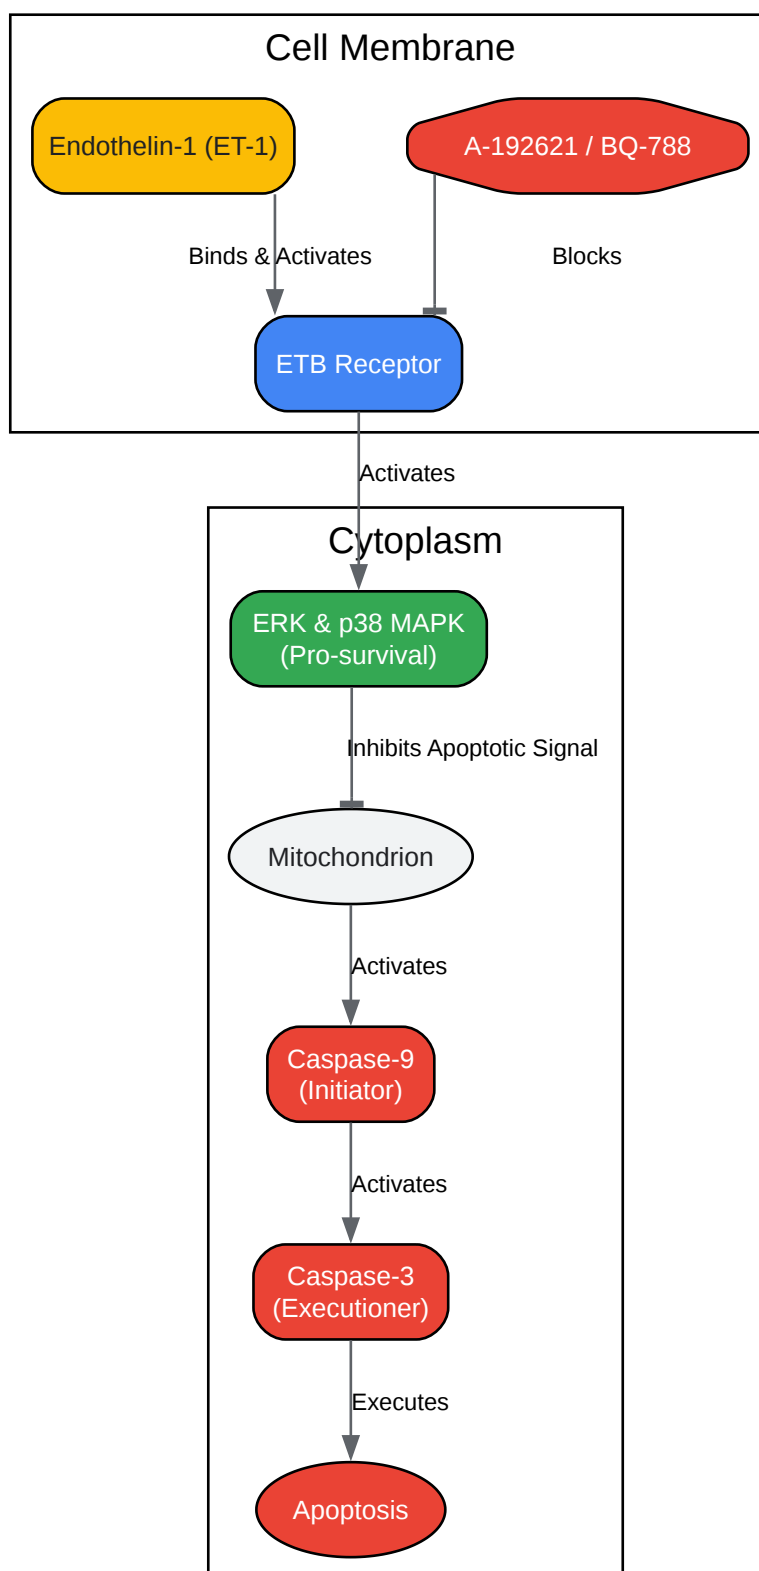 Cell Membrane
Endothelin-1 (ET-1)
A-192621 / BQ-788
Binds & Activates
Blocks
ETB Receptor
Activates
Cytoplasm
ERK & p38 MAPK
(Pro-survival)
Inhibits Apoptotic Signal
Mitochondrion
Activates
Caspase-9
(Initiator)
Activates
Caspase-3
(Executioner)
Executes
Apoptosis